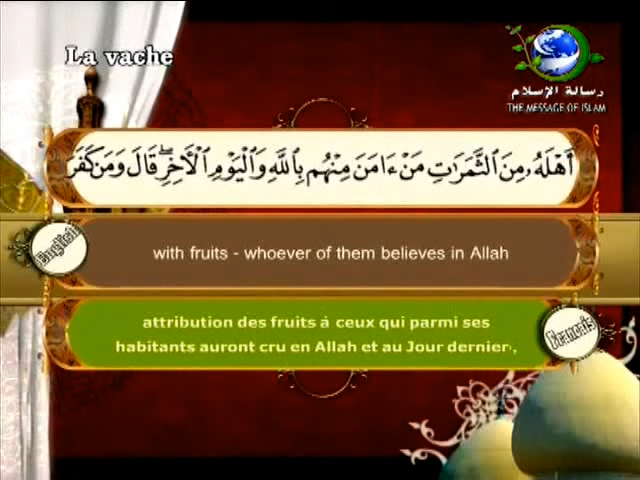 La vache
رسالة الإسلام
THE MESSAGE OF ISLAM
أَهْلَهُۥ مِنَ ٱلثَّمَرَٰتِ مَنْ ءَامَنَ مِنْهُم بِٱللَّهِ وَٱلْيَوْمِ ٱلْأَخِرِ ۖ قَالَ وَمَن كَفَرَ
English
with fruits - whoever of them believes in Allah
attribution des fruits á ceux qui parmi ses
habitants auront cru en Allah et au Jour dernier,
Français